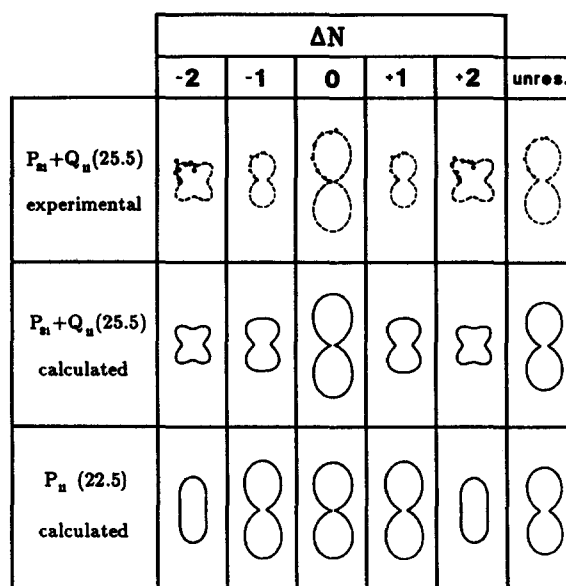 ΔN
-2 -1 0 +1 +2 unres.
P₂₁+Q₁₁(25.5)
experimental
P₂₁+Q₁₁(25.5)
calculated
P₁₁ (22.5)
calculated